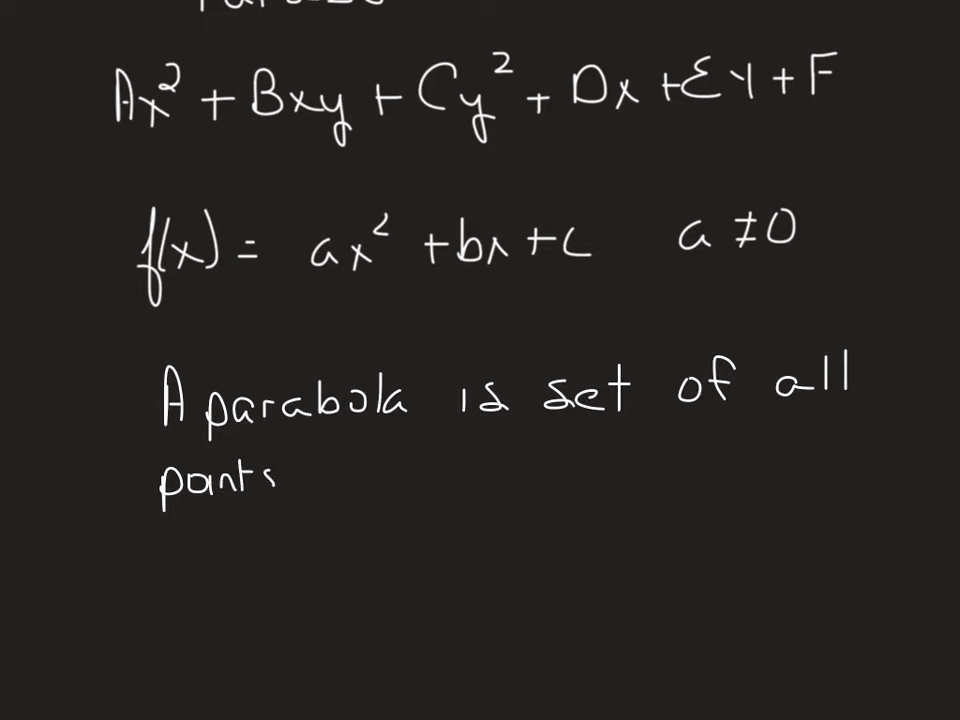 Ax² + Bxy + Cy² + Dx + Ey + F
f(x) = ax² + bx + c a ≠ 0
A parabola is set of all
points